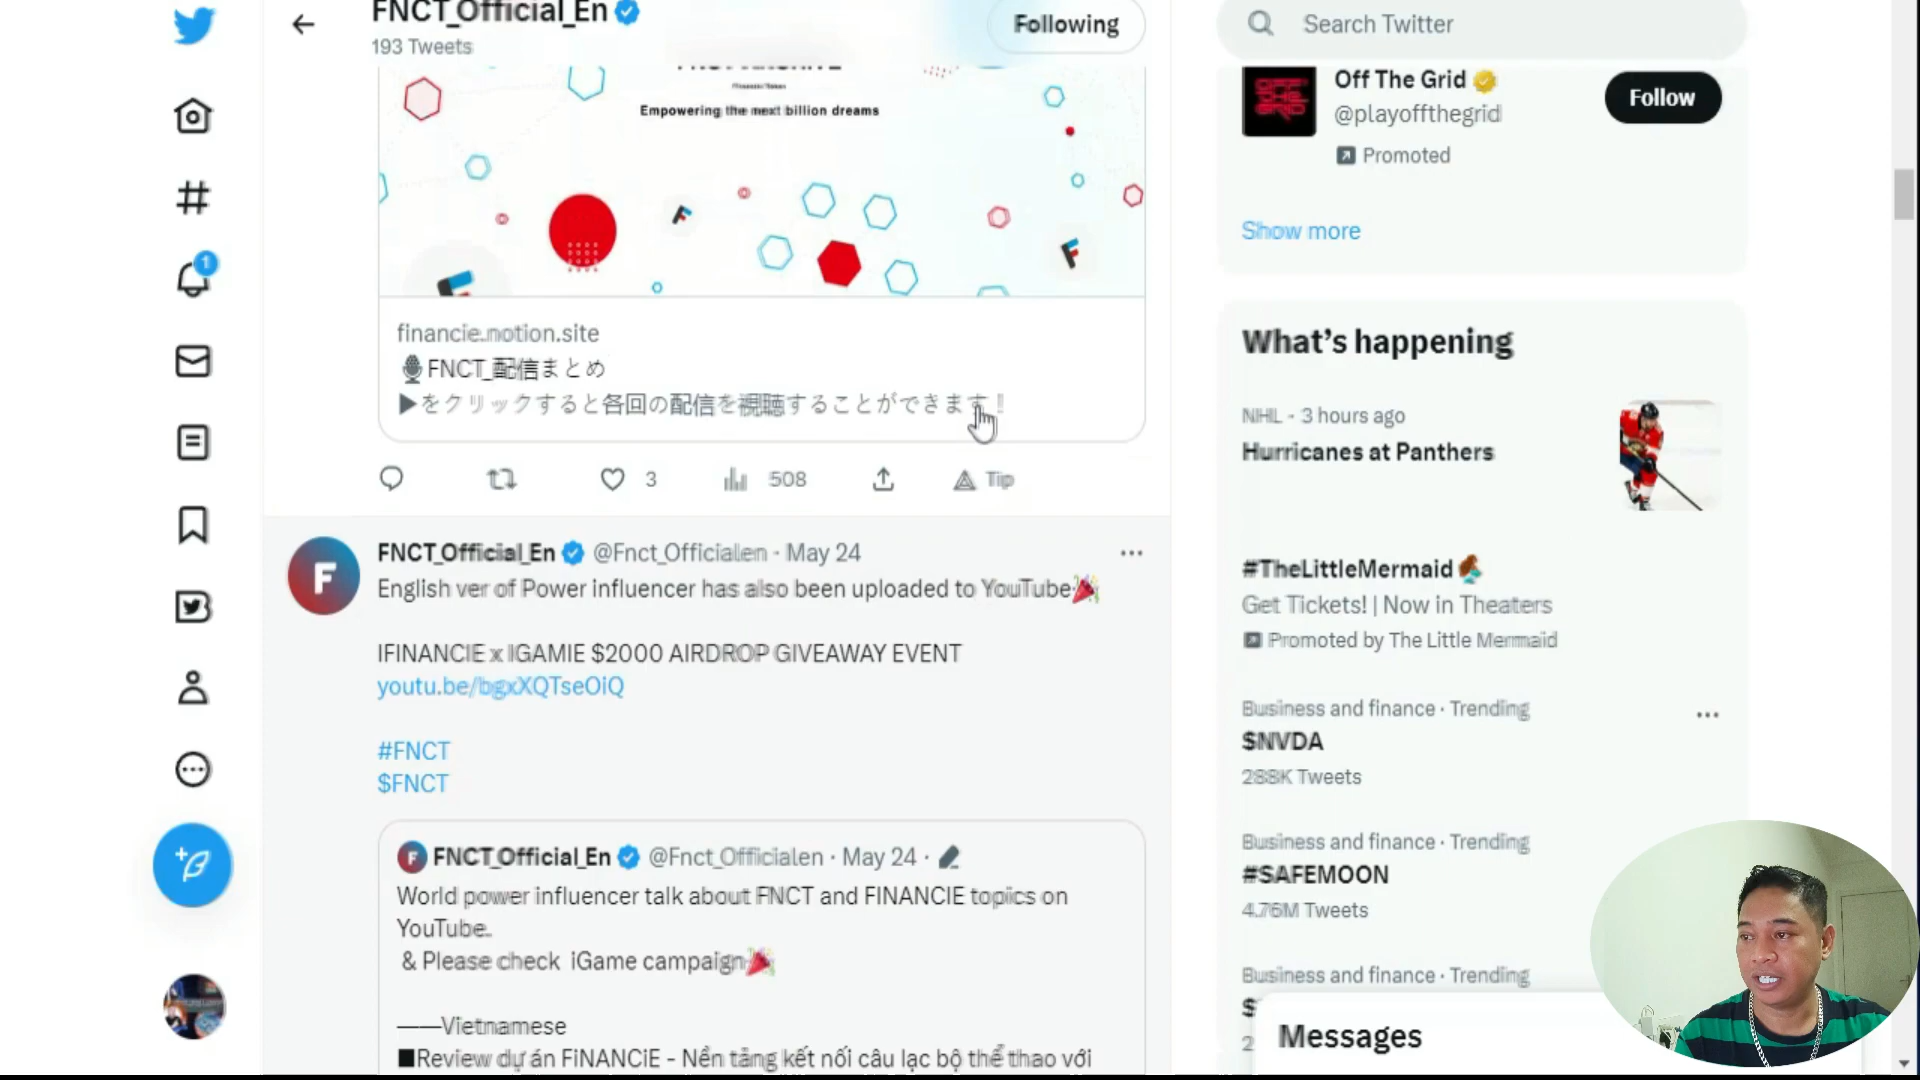 FNCT_Official_En
193 Tweets
Following
Search Twitter
Empowering the next billion dreams
financie.notion.site
🎙FNCT_配信まとめ
▶をクリックすると各回の配信を視聴することができます！
3
508
Tip
FNCT_Official_En @Fnct_Officialen · May 24
English ver of Power influencer has also been uploaded to YouTube🎉
IFINANCIE x IGAMIE $2000 AIRDROP GIVEAWAY EVENT
youtu.be/bgxXQTseOiQ
#FNCT
$FNCT
FNCT_Official_En @Fnct_Officialen · May 24 ·
World power influencer talk about FNCT and FINANCIE topics on
YouTube.
& Please check iGame campaign🎉
——Vietnamese
■Review dự án FiNANCiE - Nền tảng kết nối câu lạc bộ thể thao với
1
F
OFF
THE
GRID
Off The Grid
@playoffthegrid
Follow
Promoted
Show more
What's happening
NHL · 3 hours ago
Hurricanes at Panthers
#TheLittleMermaid
Get Tickets! | Now in Theaters
Promoted by The Little Mermaid
Business and finance · Trending
$NVDA
288K Tweets
Business and finance · Trending
#SAFEMOON
4.76M Tweets
Business and finance · Trending
Messages